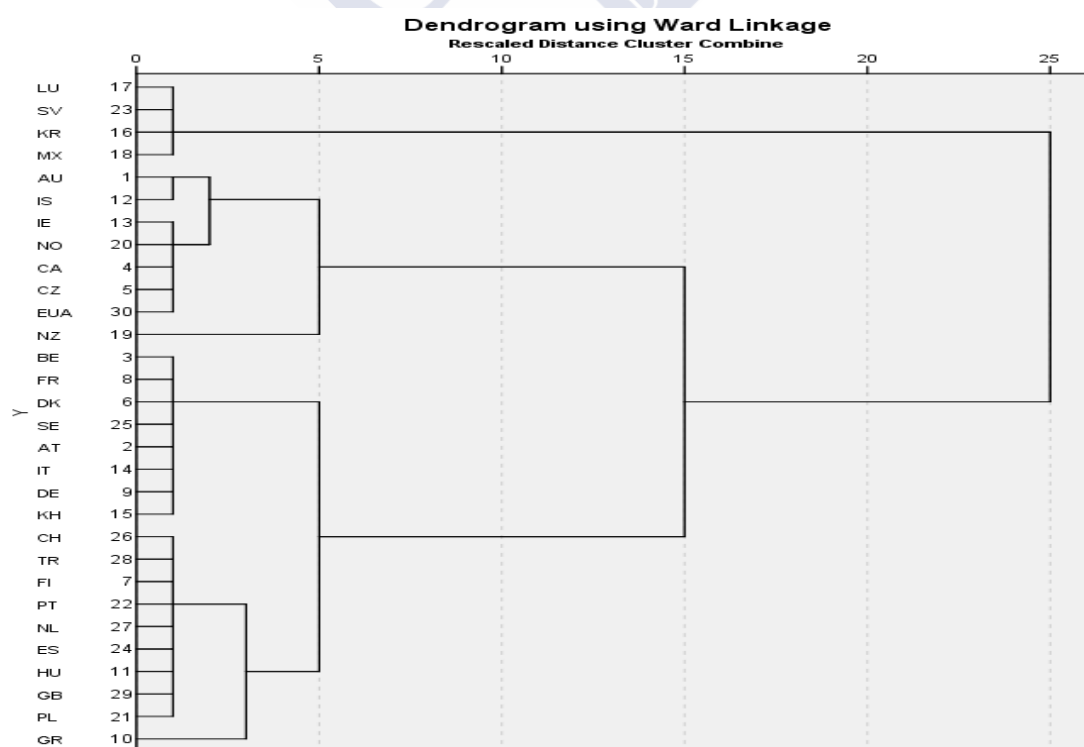 Dendrogram using Ward Linkage
Rescaled Distance Cluster Combine
0 5 10 15 20 25
LU 17
SV 23
KR 16
MX 18
AU 1
IS 12
IE 13
NO 20
CA 4
CZ 5
EUA 30
NZ 19
BE 3
FR 8
DK 6
Y
SE 25
AT 2
IT 14
DE 9
KH 15
CH 26
TR 28
FI 7
PT 22
NL 27
ES 24
HU 11
GB 29
PL 21
GR 10